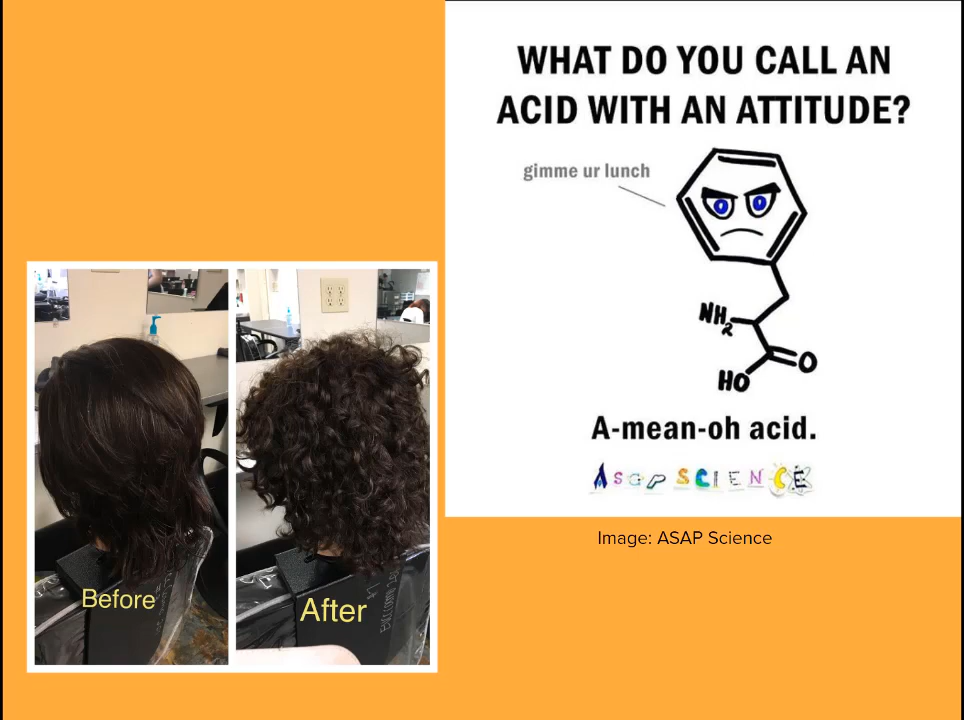 WHAT DO YOU CALL AN
ACID WITH AN ATTITUDE?
gimme ur lunch
NH2
O
HO
A-mean-oh acid.
ASAP SCIENCE
Image: ASAP Science
Before
After